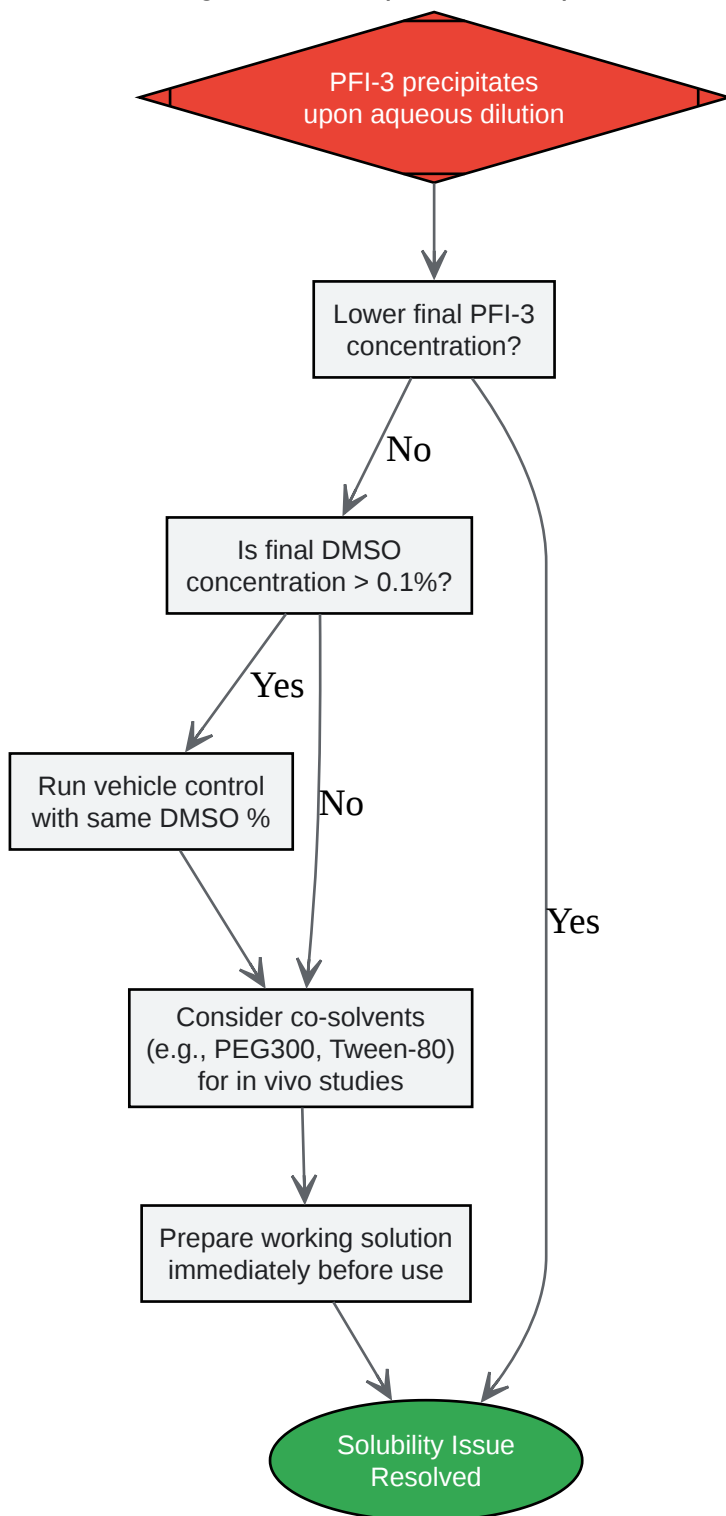 PFI-3 precipitates
upon aqueous dilution
Lower final PFI-3
concentration?
No
Is final DMSO
concentration > 0.1%?
Yes
Run vehicle control
with same DMSO %
No
Yes
Consider co-solvents
(e.g., PEG300, Tween-80)
for in vivo studies
Prepare working solution
immediately before use
Solubility Issue
Resolved